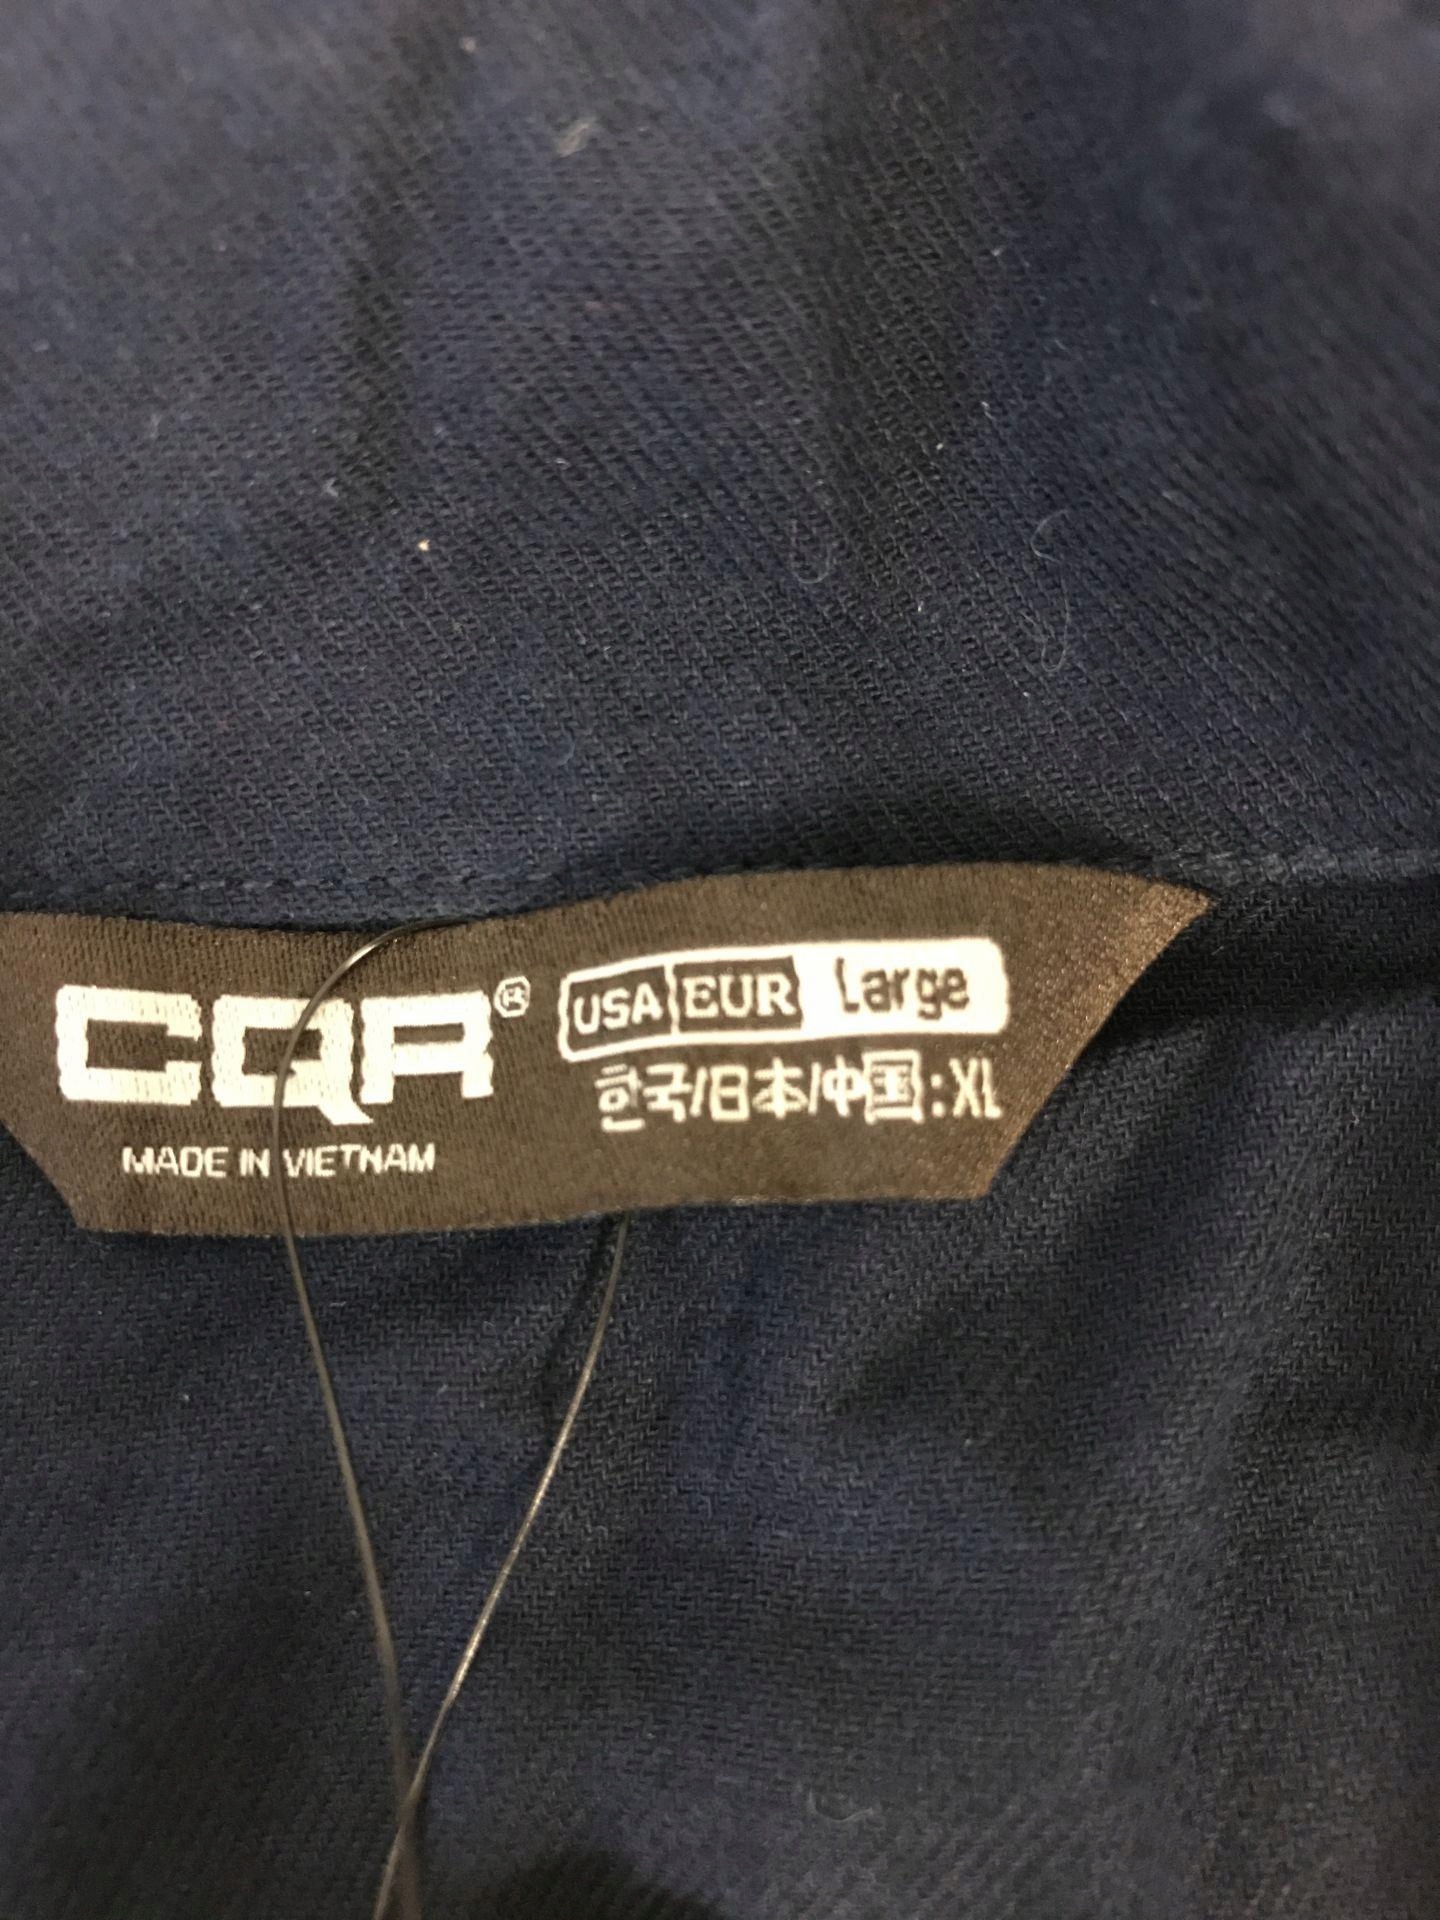 CQR®
MADE IN VIETNAM
USA EUR Large
한국/日本/中国:XL